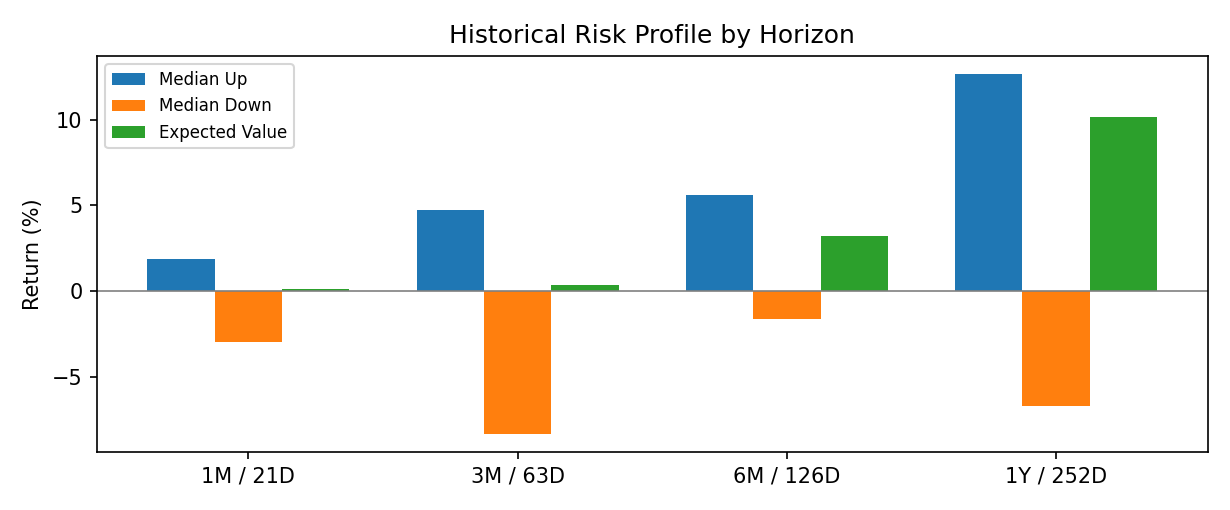 Historical Risk Profile by Horizon
Median Up
Median Down
Expected Value
Return (%)
10
5
0
−5
1M / 21D
3M / 63D
6M / 126D
1Y / 252D